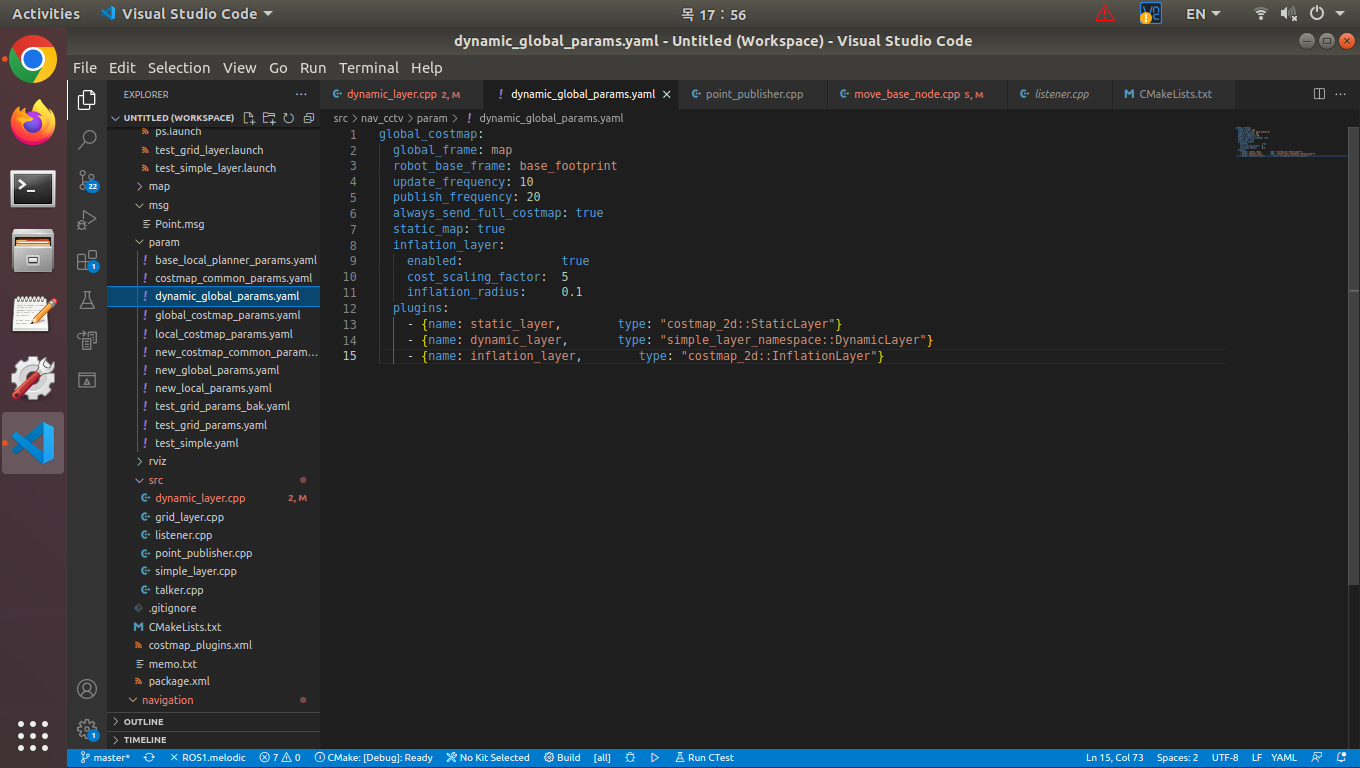 Activities
Visual Studio Code
목 17 : 56
EN
dynamic_global_params.yaml - Untitled (Workspace) - Visual Studio Code
File Edit Selection View Go Run Terminal Help
EXPLORER
dynamic_layer.cpp 2, M
dynamic_global_params.yaml
point_publisher.cpp
move_base_node.cpp 5, M
listener.cpp
CMakeLists.txt
UNTITLED (WORKSPACE)
src > nav_cctv > param > ! dynamic_global_params.yaml
ps.launch
test_grid_layer.launch
test_simple_layer.launch
map
msg
Point.msg
param
base_local_planner_params.yaml
costmap_common_params.yaml
dynamic_global_params.yaml
global_costmap_params.yaml
local_costmap_params.yaml
new_costmap_common_param...
new_global_params.yaml
new_local_params.yaml
test_grid_params_bak.yaml
test_grid_params.yaml
test_simple.yaml
rviz
src
dynamic_layer.cpp 2, M
grid_layer.cpp
listener.cpp
point_publisher.cpp
simple_layer.cpp
talker.cpp
.gitignore
CMakeLists.txt
costmap_plugins.xml
memo.txt
package.xml
navigation
OUTLINE
TIMELINE
22
1
1
1 global_costmap:
2 global_frame: map
3 robot_base_frame: base_footprint
4 update_frequency: 10
5 publish_frequency: 20
6 always_send_full_costmap: true
7 static_map: true
8 inflation_layer:
9 enabled: true
10 cost_scaling_factor: 5
11 inflation_radius: 0.1
12 plugins:
13 - {name: static_layer, type: "costmap_2d::StaticLayer"}
14 - {name: dynamic_layer, type: "simple_layer_namespace::DynamicLayer"}
15 - {name: inflation_layer, type: "costmap_2d::InflationLayer"}
master* ROS1.melodic 7 0 CMake: [Debug]: Ready No Kit Selected Build [all] Run CTest Ln 15, Col 73 Spaces: 2 UTF-8 LF YAML